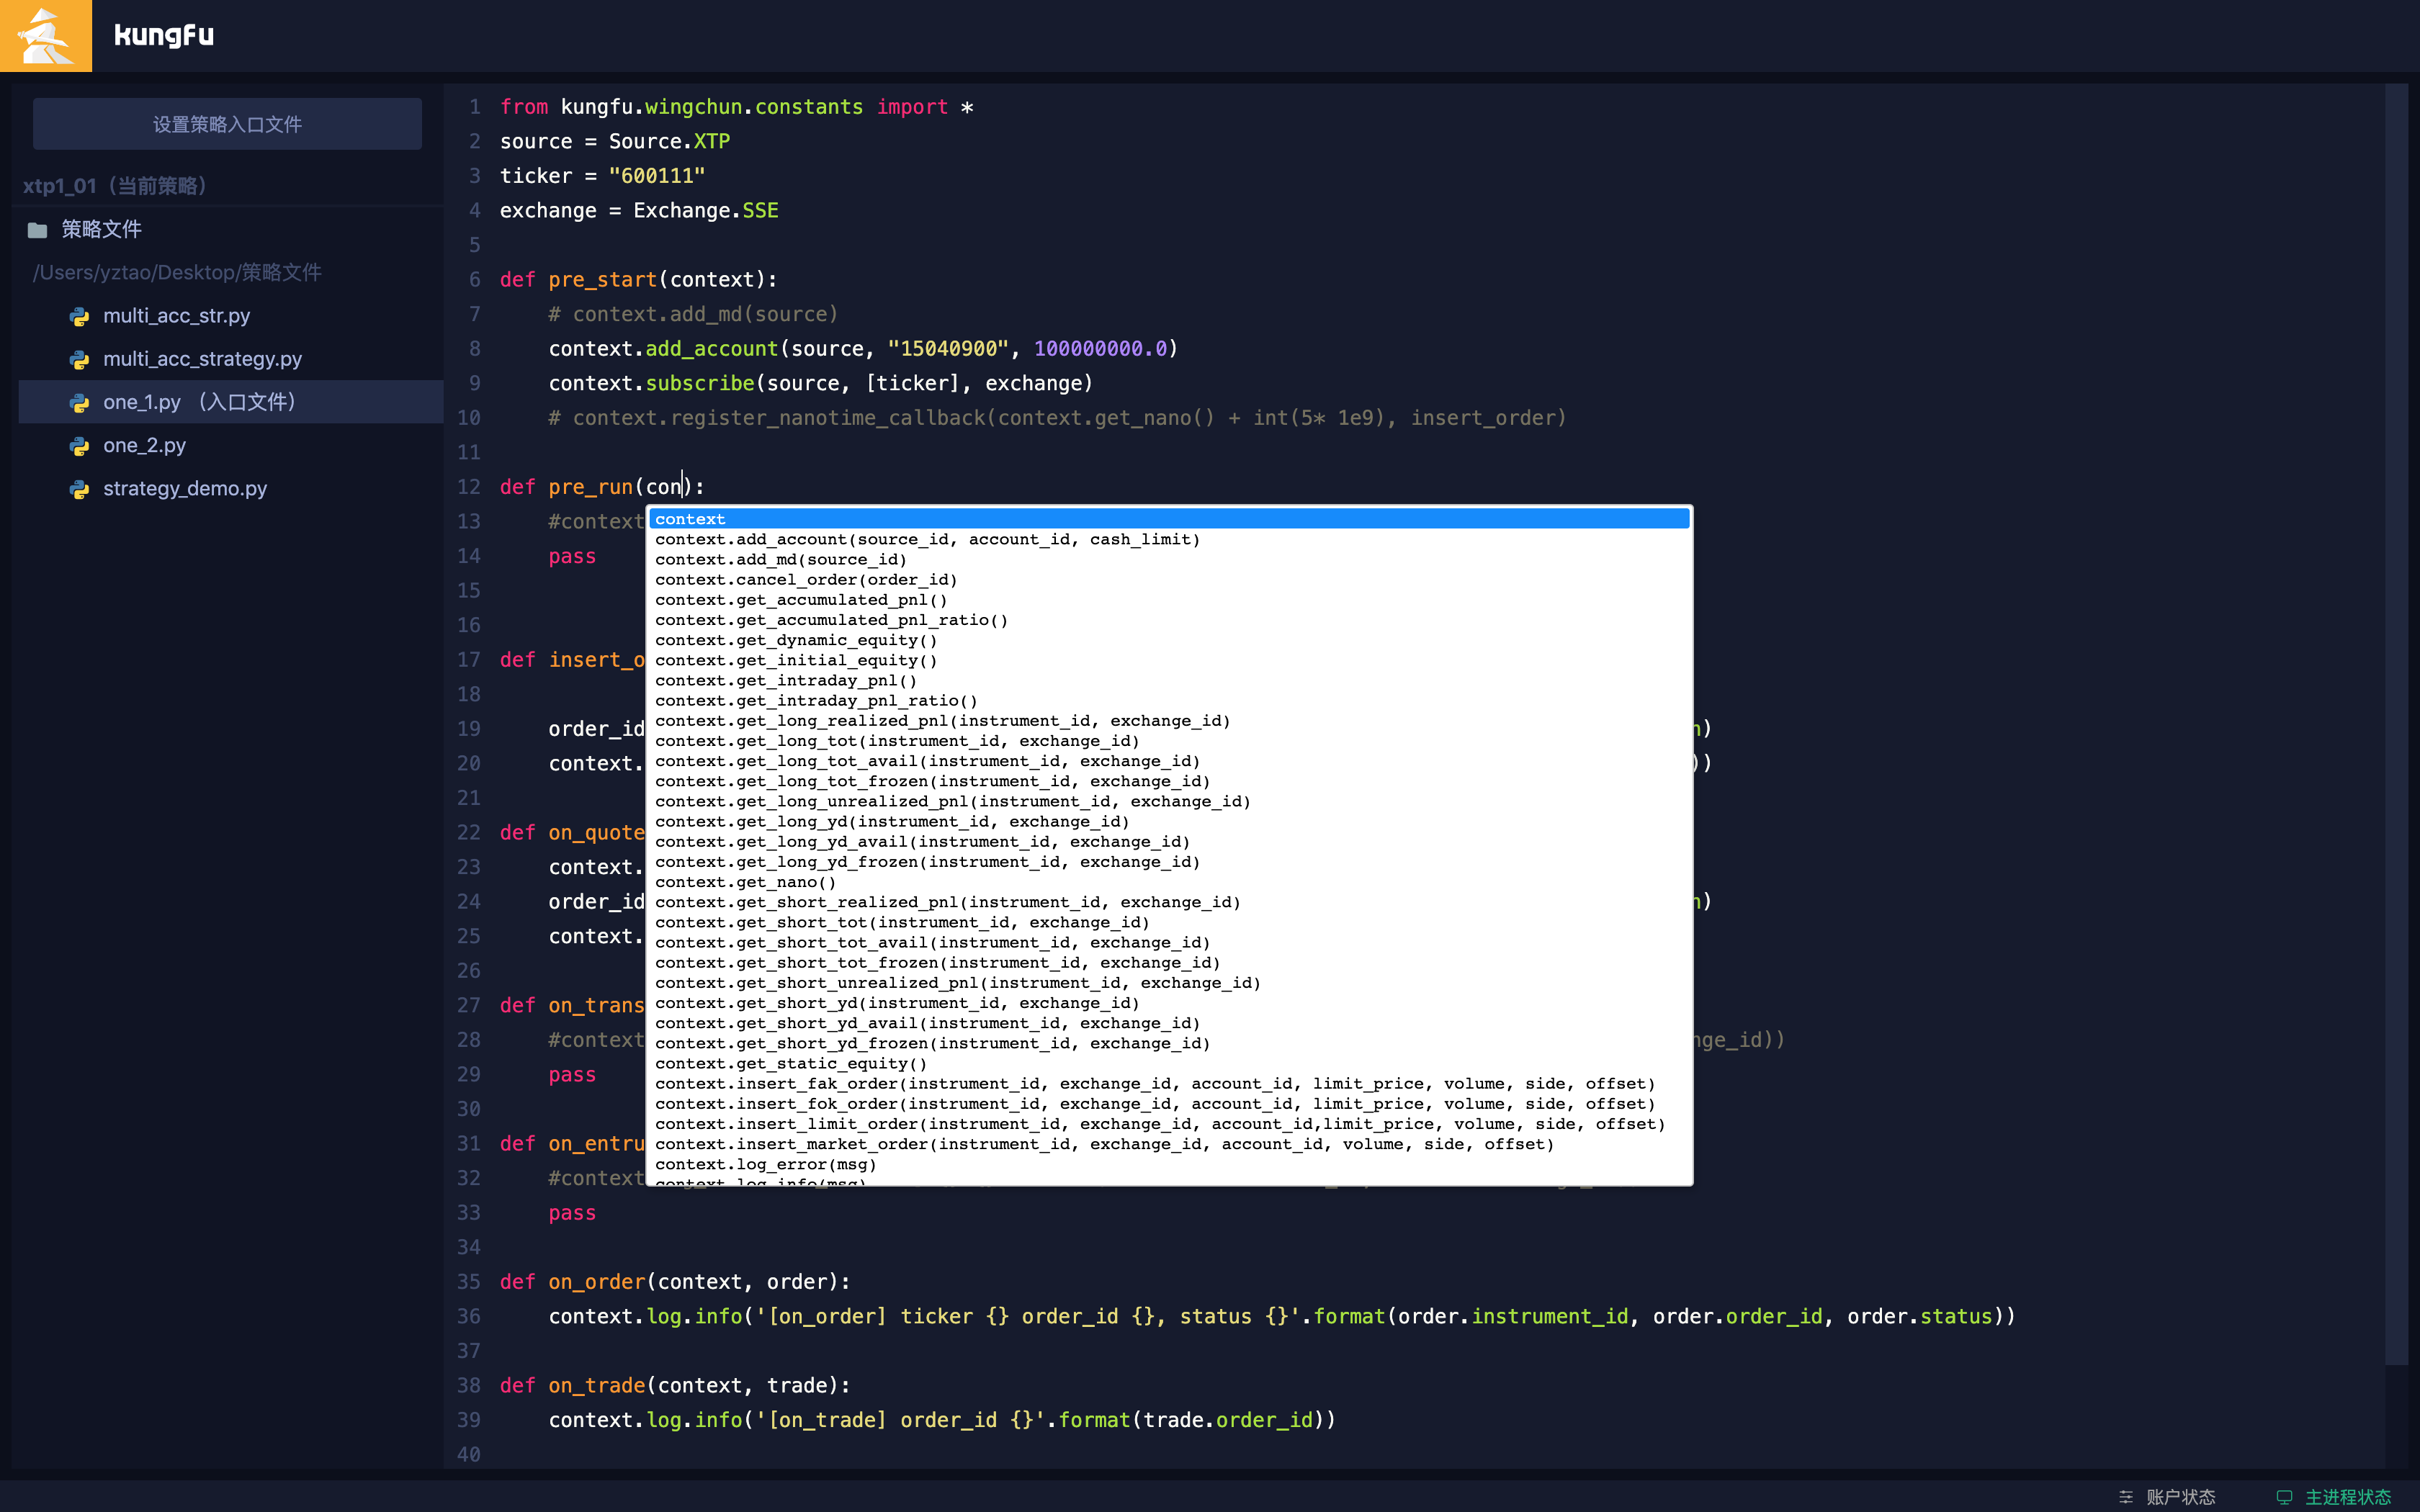 kungfu
设置策略入口文件
xtp1_01（当前策略）
策略文件
/Users/yztao/Desktop/策略文件
multi_acc_str.py
multi_acc_strategy.py
one_1.py （入口文件）
one_2.py
strategy_demo.py
1 from kungfu.wingchun.constants import *
2 source = Source.XTP
3 ticker = "600111"
4 exchange = Exchange.SSE
5
6 def pre_start(context):
7 # context.add_md(source)
8 context.add_account(source, "15040900", 100000000.0)
9 context.subscribe(source, [ticker], exchange)
10 # context.register_nanotime_callback(context.get_nano() + int(5* 1e9), insert_order)
11
12 def pre_run(con):
13 #context
14 pass
15
16
17 def insert_o
18
19 order_id )
20 context. ))
21
22 def on_quote
23 context.
24 order_id )
25 context.
26
27 def on_trans
28 #context nge_id))
29 pass
30
31 def on_entru
32 #context
33 pass
34
35 def on_order(context, order):
36 context.log.info('[on_order] ticker {} order_id {}, status {}'.format(order.instrument_id, order.order_id, order.status))
37
38 def on_trade(context, trade):
39 context.log.info('[on_trade] order_id {}'.format(trade.order_id))
40
context
context.add_account(source_id, account_id, cash_limit)
context.add_md(source_id)
context.cancel_order(order_id)
context.get_accumulated_pnl()
context.get_accumulated_pnl_ratio()
context.get_dynamic_equity()
context.get_initial_equity()
context.get_intraday_pnl()
context.get_intraday_pnl_ratio()
context.get_long_realized_pnl(instrument_id, exchange_id)
context.get_long_tot(instrument_id, exchange_id)
context.get_long_tot_avail(instrument_id, exchange_id)
context.get_long_tot_frozen(instrument_id, exchange_id)
context.get_long_unrealized_pnl(instrument_id, exchange_id)
context.get_long_yd(instrument_id, exchange_id)
context.get_long_yd_avail(instrument_id, exchange_id)
context.get_long_yd_frozen(instrument_id, exchange_id)
context.get_nano()
context.get_short_realized_pnl(instrument_id, exchange_id)
context.get_short_tot(instrument_id, exchange_id)
context.get_short_tot_avail(instrument_id, exchange_id)
context.get_short_tot_frozen(instrument_id, exchange_id)
context.get_short_unrealized_pnl(instrument_id, exchange_id)
context.get_short_yd(instrument_id, exchange_id)
context.get_short_yd_avail(instrument_id, exchange_id)
context.get_short_yd_frozen(instrument_id, exchange_id)
context.get_static_equity()
context.insert_fak_order(instrument_id, exchange_id, account_id, limit_price, volume, side, offset)
context.insert_fok_order(instrument_id, exchange_id, account_id, limit_price, volume, side, offset)
context.insert_limit_order(instrument_id, exchange_id, account_id,limit_price, volume, side, offset)
context.insert_market_order(instrument_id, exchange_id, account_id, volume, side, offset)
context.log_error(msg)
context.log_info(msg)
账户状态
主进程状态